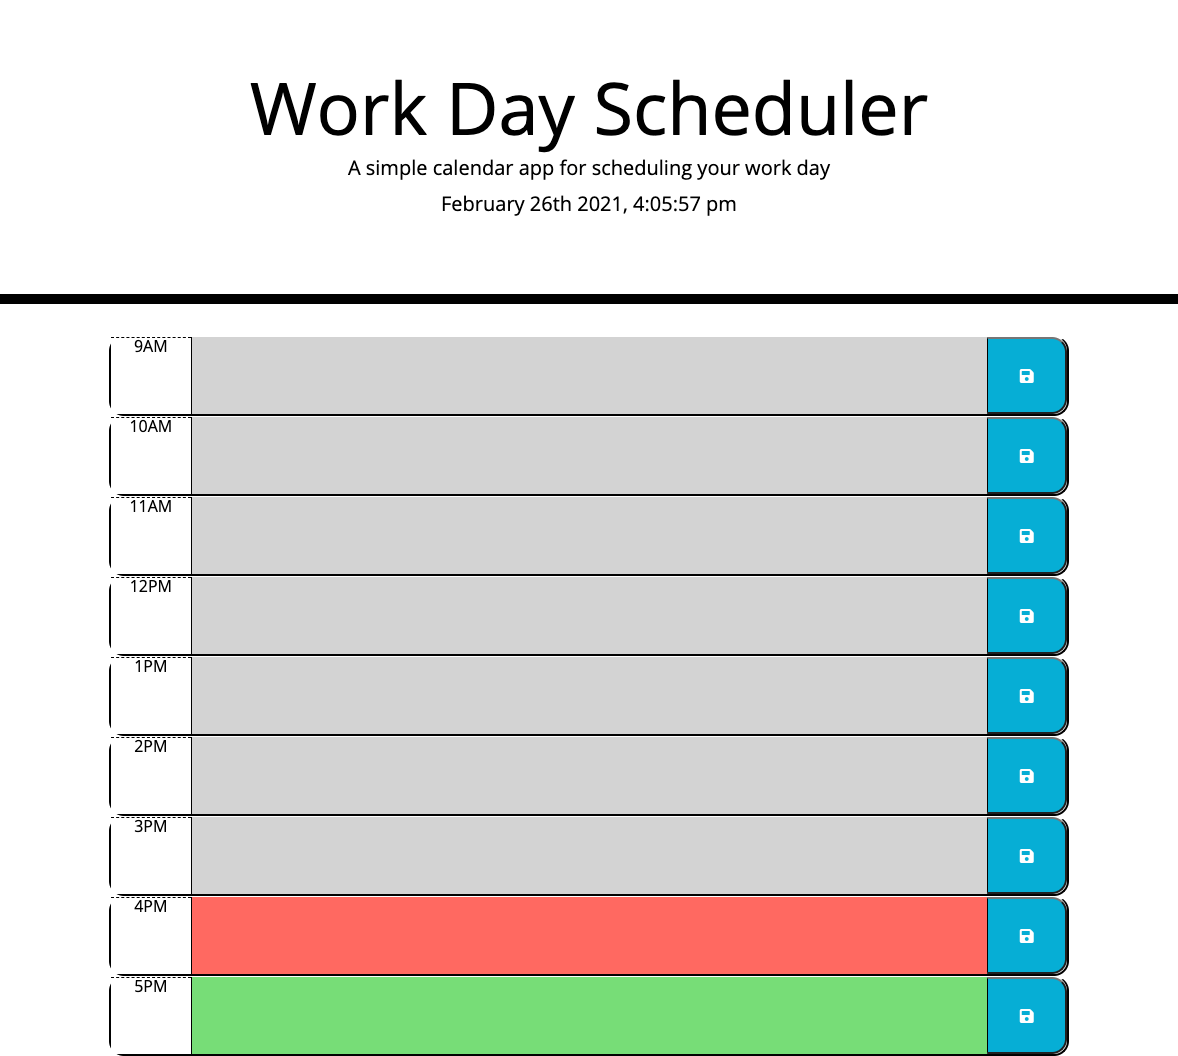 Work Day Scheduler
A simple calendar app for scheduling your work day
February 26th 2021, 4:05:57 pm
9AM
10AM
11AM
12PM
1PM
2PM
3PM
4PM
5PM